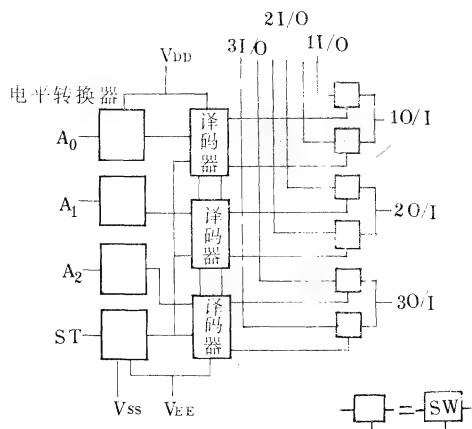 2I/O
3I/O
1I/O
VDD
电平转换器
A0
译码器
1O/I
A1
译码器
2O/I
A2
译码器
3O/I
ST
VSS
VEE
=
SW